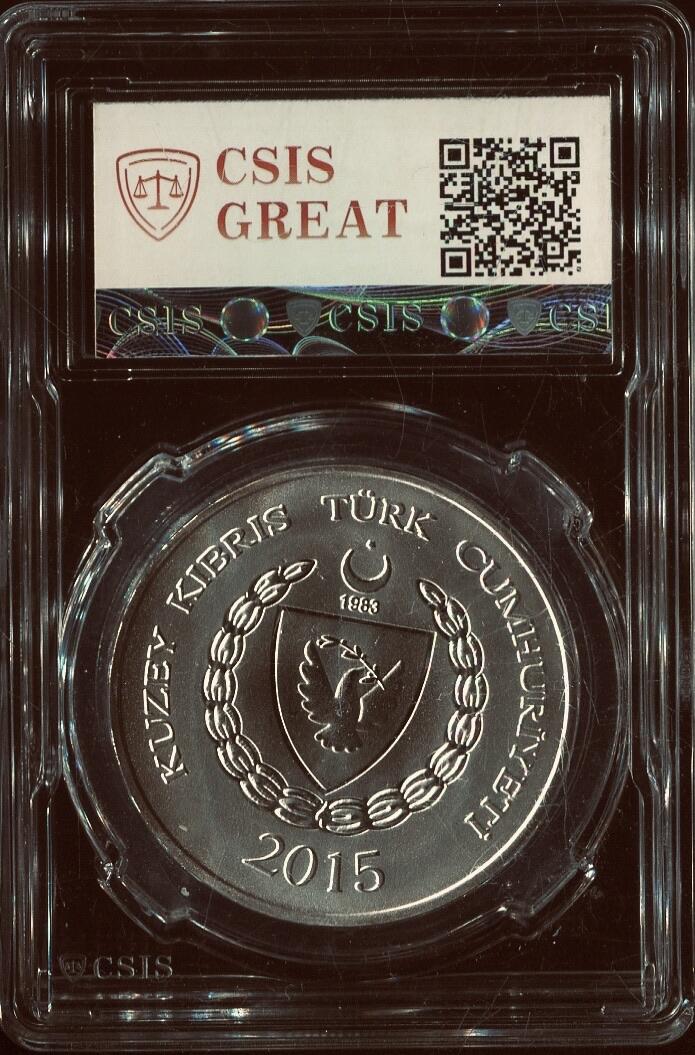 CSIS
GREAT
CSIS CSIS CSI
KUZEY KIBRIS TÜRK CUMHURİYETİ
1983
2015
CSIS